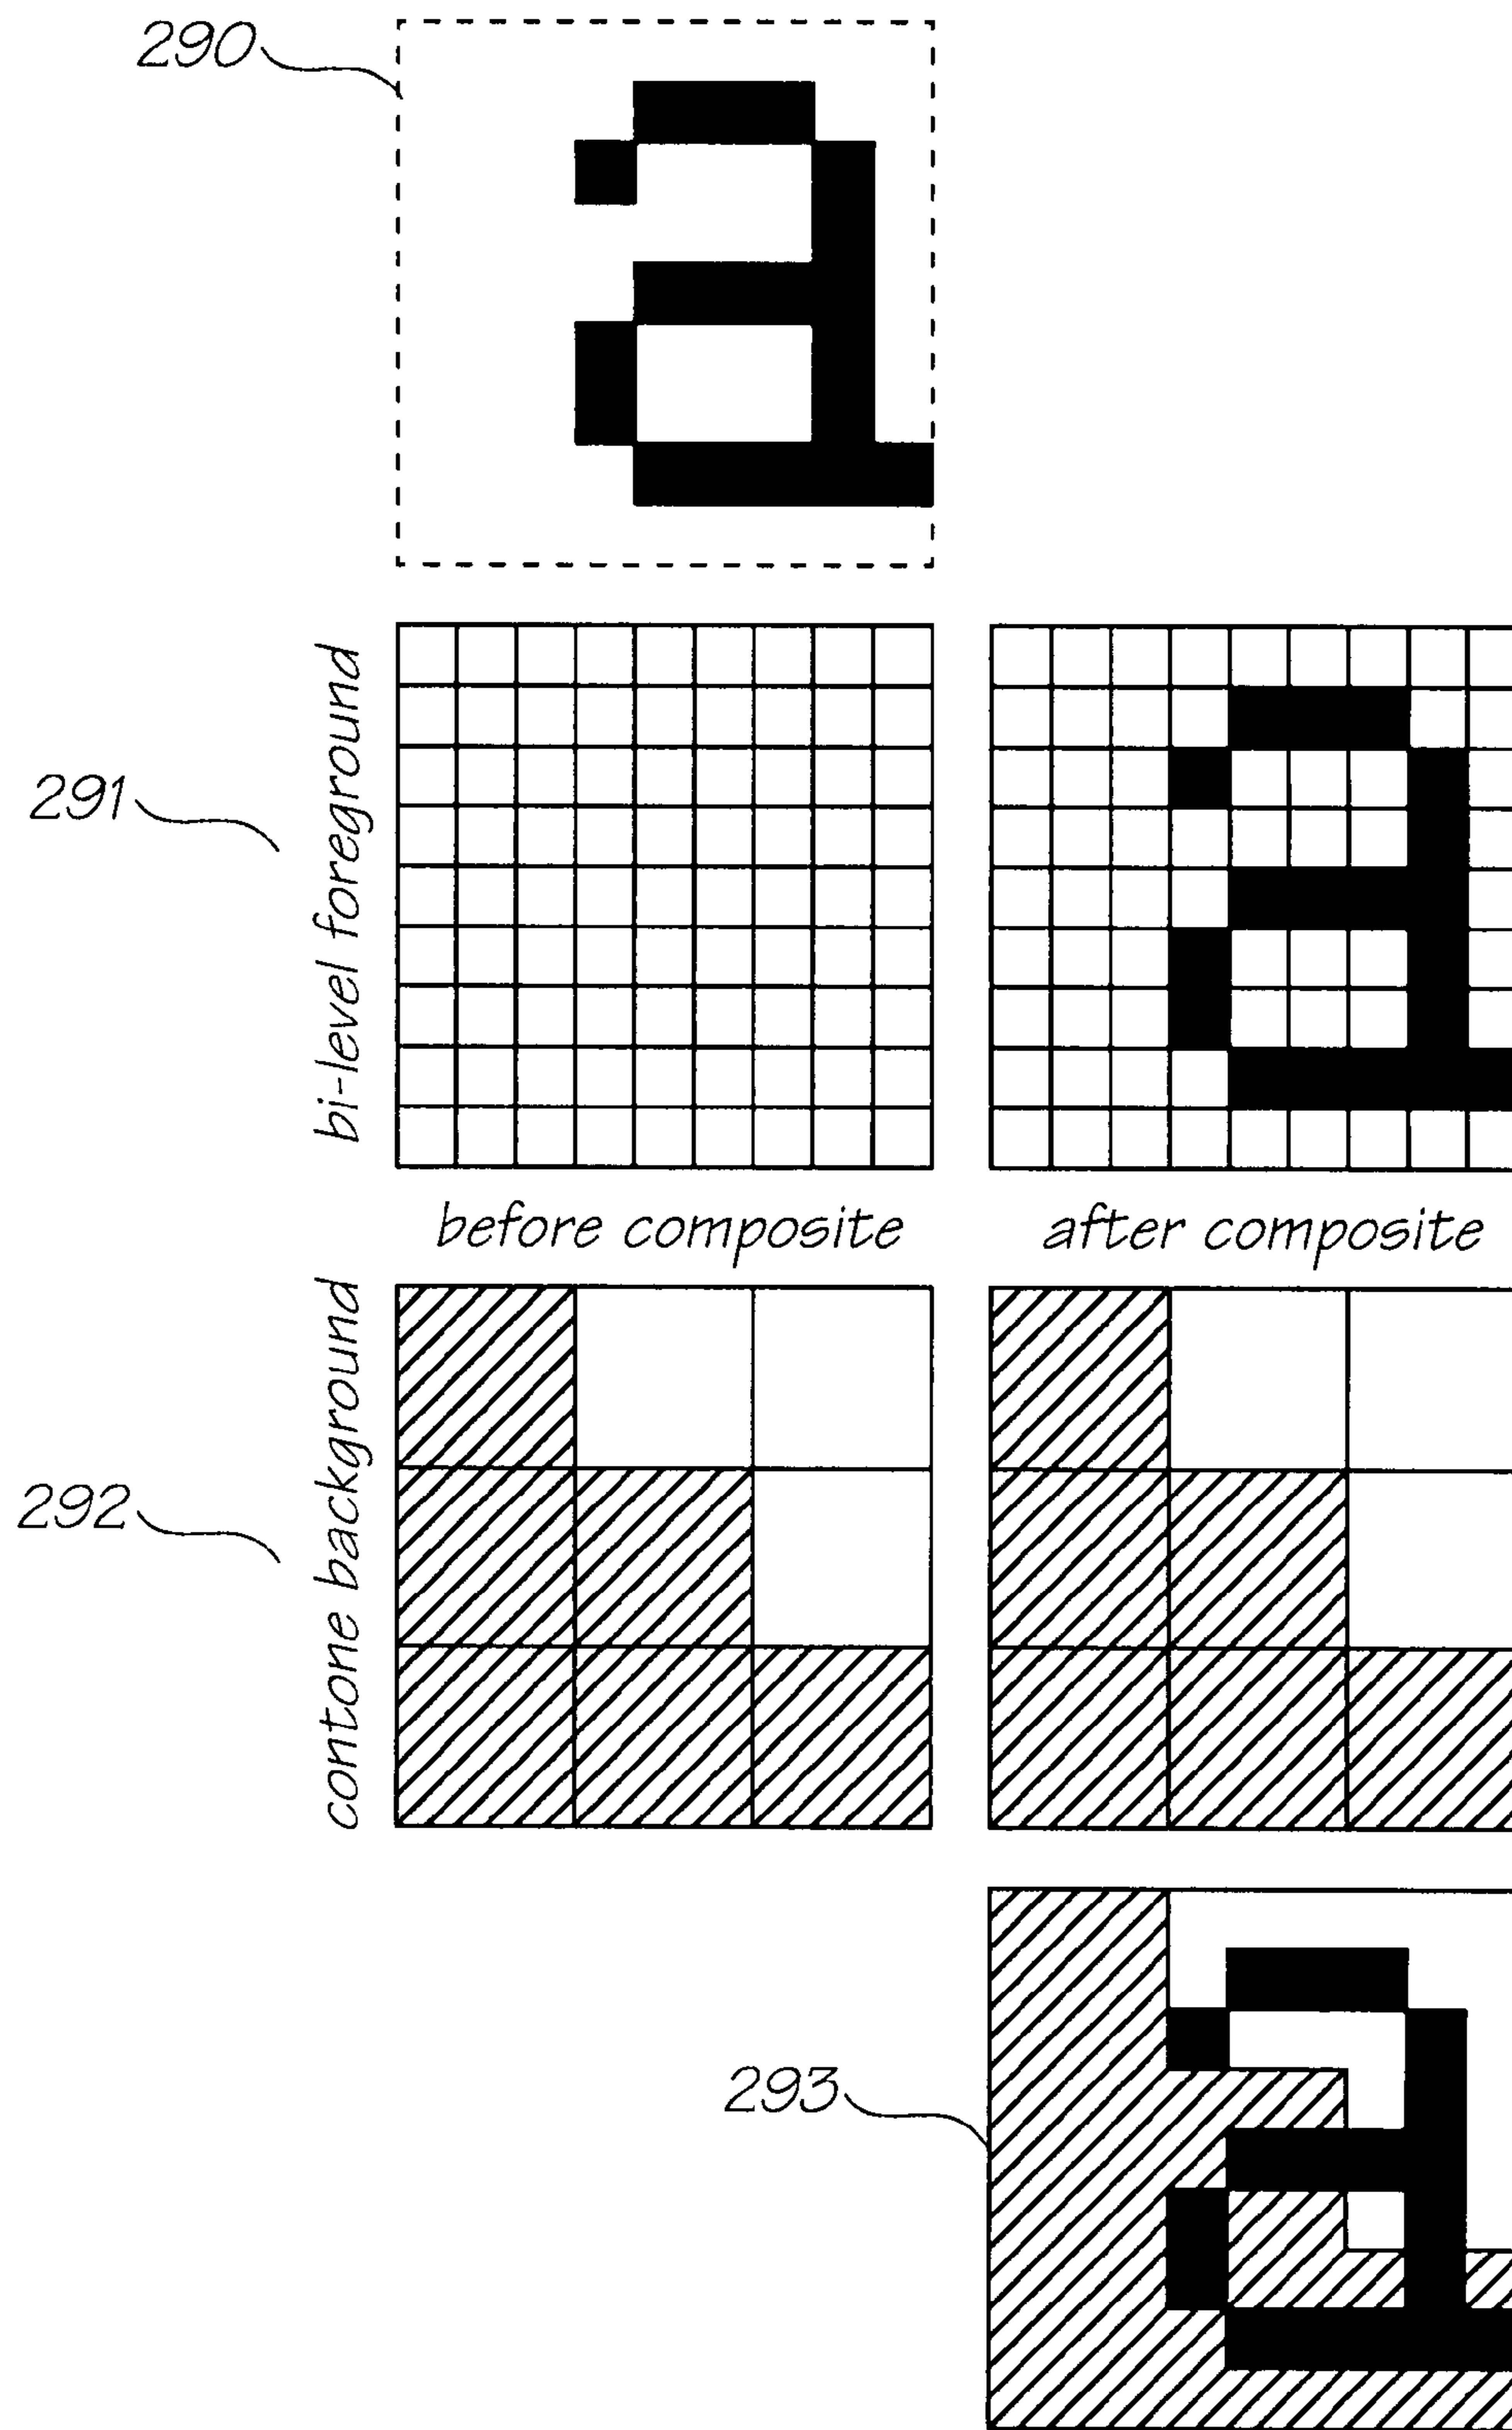 290
a
291
bi-level foreground
a
before composite
after composite
292
contone background
293
a